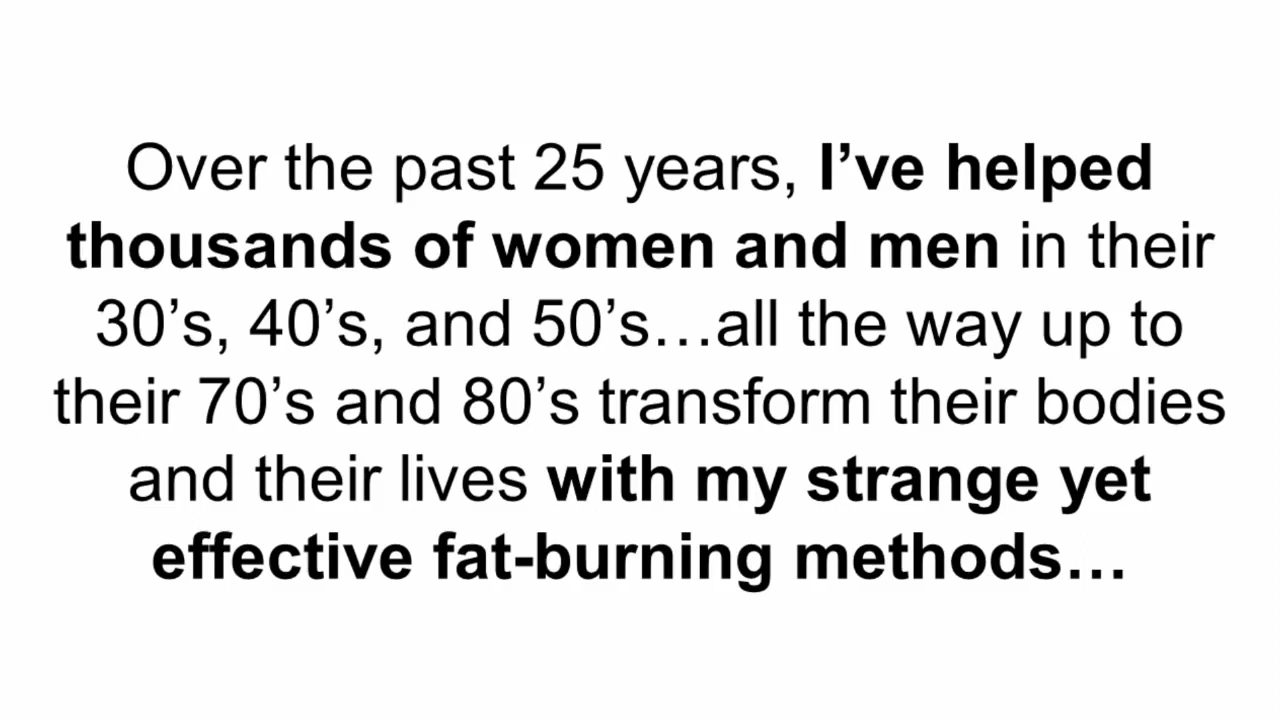 Over the past 25 years, I’ve helped
thousands of women and men in their
30’s, 40’s, and 50’s…all the way up to
their 70’s and 80’s transform their bodies
and their lives with my strange yet
effective fat-burning methods…